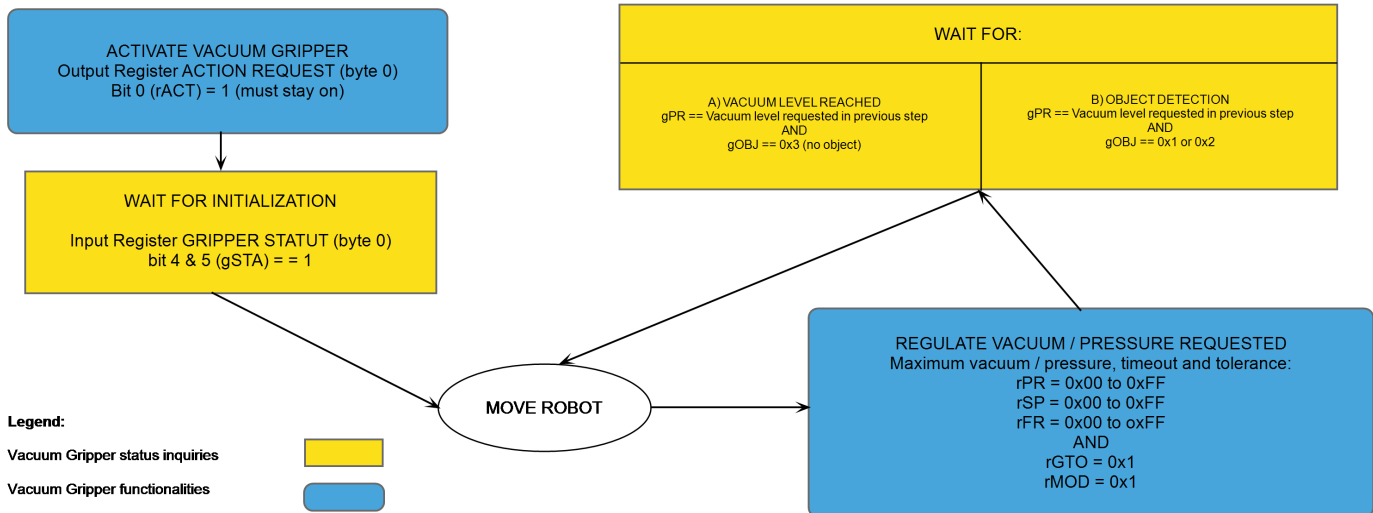 ACTIVATE VACUUM GRIPPER
Output Register ACTION REQUEST (byte 0)
Bit 0 (rACT) = 1 (must stay on)
WAIT FOR INITIALIZATION
Input Register GRIPPER STATUT (byte 0)
bit 4 & 5 (gSTA) = = 1
WAIT FOR:
A) VACUUM LEVEL REACHED
gPR == Vacuum level requested in previous step
AND
gOBJ == 0x3 (no object)
B) OBJECT DETECTION
gPR == Vacuum level requested in previous step
AND
gOBJ == 0x1 or 0x2
MOVE ROBOT
REGULATE VACUUM / PRESSURE REQUESTED
Maximum vacuum / pressure, timeout and tolerance:
rPR = 0x00 to 0xFF
rSP = 0x00 to 0xFF
rFR = 0x00 to oxFF
AND
rGTO = 0x1
rMOD = 0x1
Legend:
Vacuum Gripper status inquiries
Vacuum Gripper functionalities